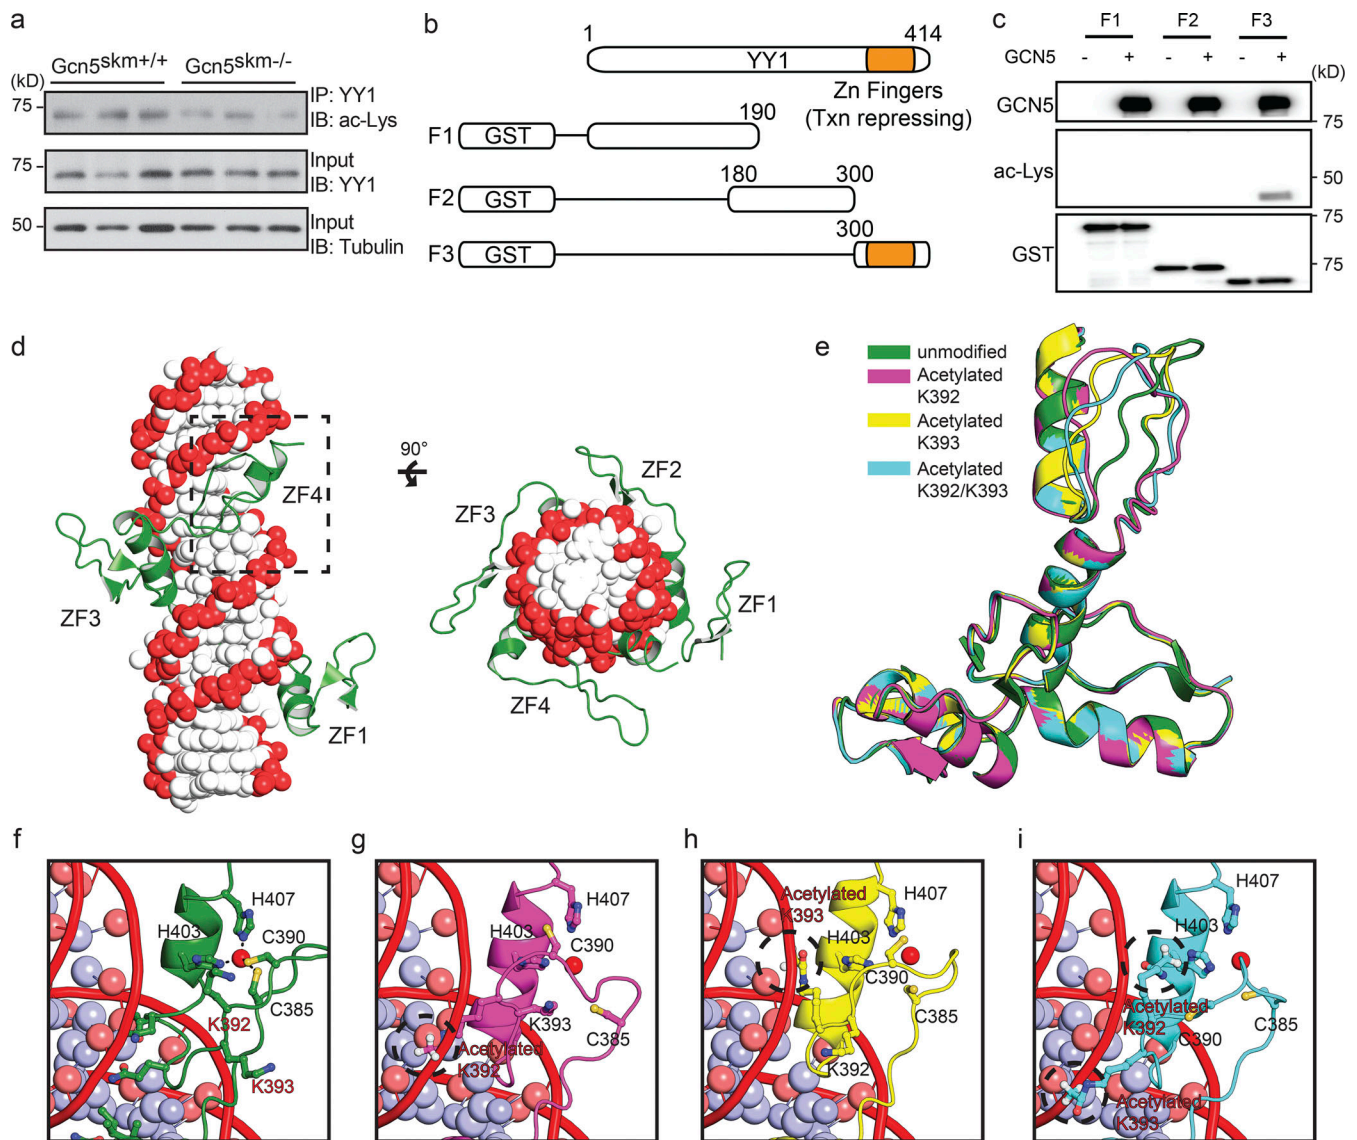 a
Gcn5skm+/+ Gcn5skm-/-
(kD)
75
IP: YY1
IB: ac-Lys
75
Input
IB: YY1
50
Input
IB: Tubulin
b
1 414
YY1
Zn Fingers
(Txn repressing)
190
F1 GST
180 300
F2 GST
300
F3 GST
c
F1 F2 F3
GCN5 - + - + - +
(kD)
GCN5
75
ac-Lys
50
75
GST
75
d
ZF4
ZF3
ZF1
90°
ZF2
ZF3
ZF1
ZF4
e
unmodified
Acetylated
K392
Acetylated
K393
Acetylated
K392/K393
f
H407
H403
C390
C385
K392
K393
g
H407
H403
C390
K393
C385
Acetylated
K392
h
Acetylated
K393
H407
H403
C390
C385
K392
i
H407
H403
Acetylated
K392
C385
C390
Acetylated
K393